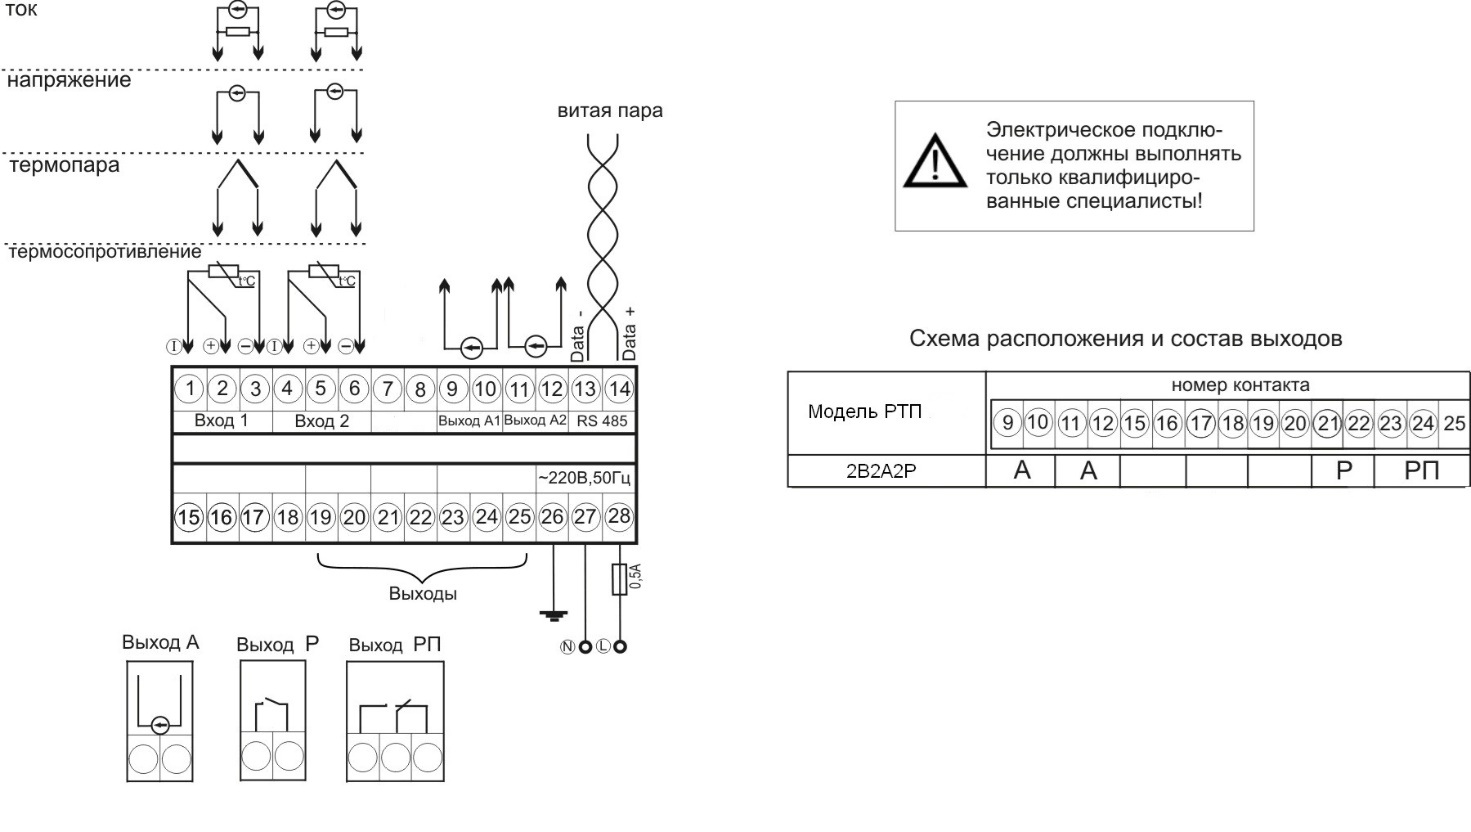 ток
напряжение
термопара
термосопротивление
t°C
t°C
I + − I + −
витая пара
Data -
Data +
1 2 3 4 5 6 7 8 9 10 11 12 13 14
Вход 1 Вход 2 Выход А1 Выход А2 RS 485
~220В,50Гц
15 16 17 18 19 20 21 22 23 24 25 26 27 28
Выходы
0,5А
N L
Выход А
Выход Р
Выход РП
Электрическое подклю-
чение должны выполнять
только квалифициро-
ванные специалисты!
Схема расположения и состав выходов
Модель РТП
номер контакта
9 10 11 12 15 16 17 18 19 20 21 22 23 24 25
2В2А2Р А А Р РП